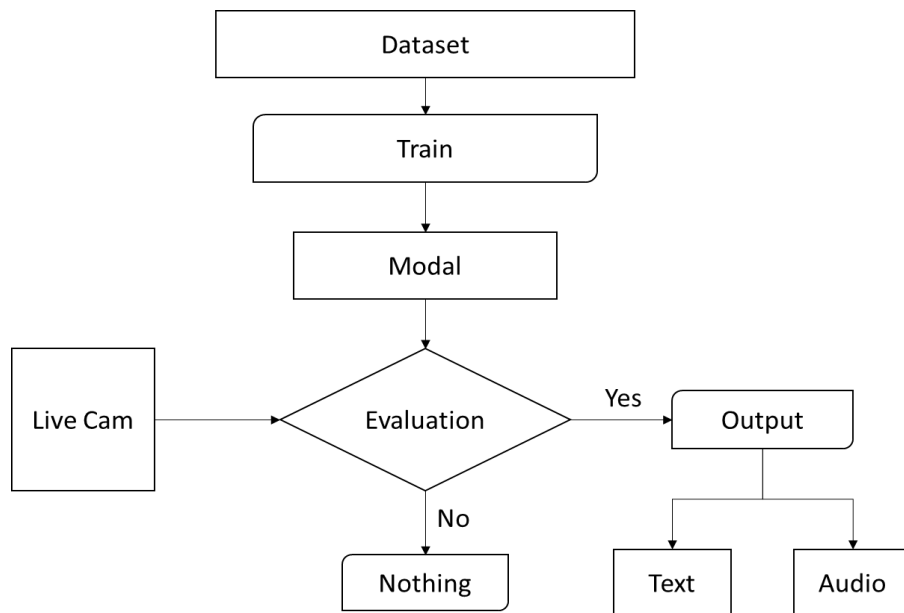 Dataset
Train
Modal
Live Cam
Evaluation
Yes
Output
No
Nothing
Text
Audio